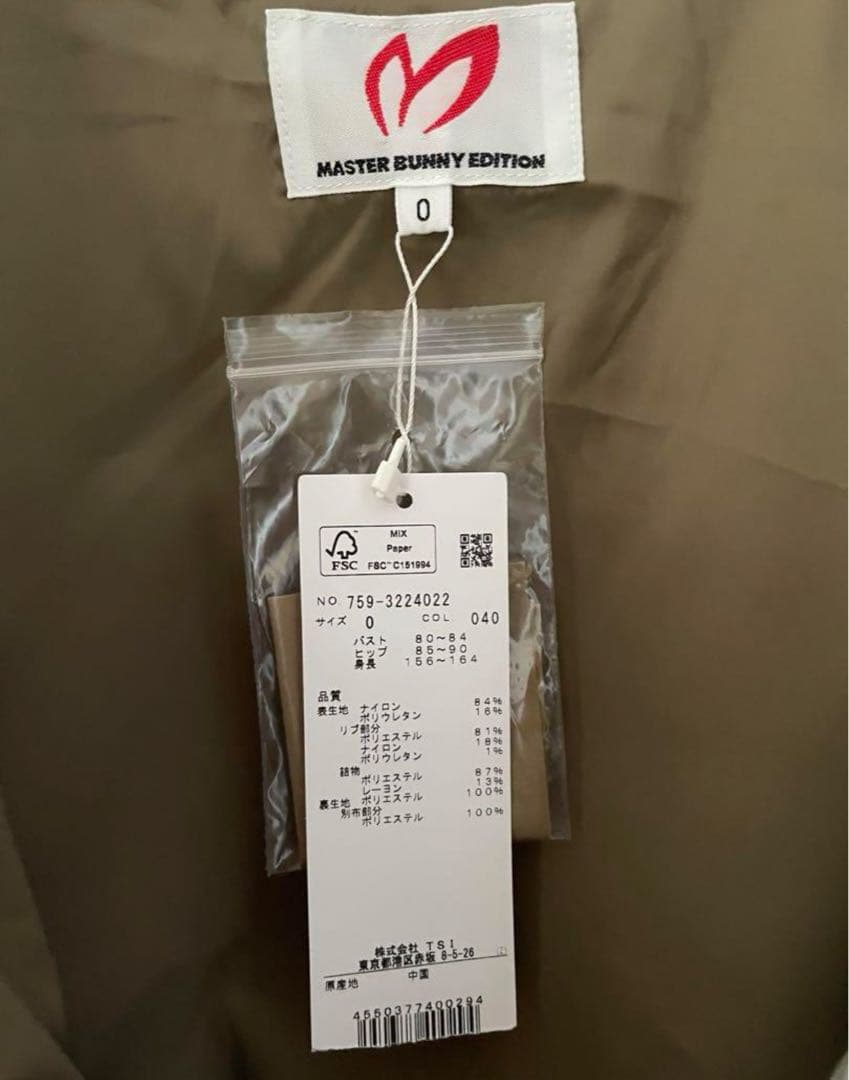 MASTER BUNNY EDITION
0
FSC
MIX
Paper
FSC™ C151994
NO. 759-3224022
サイズ 0 COL 040
バスト 80~84
ヒップ 85~90
身長 156~164
品質
表生地 ナイロン 84%
ポリウレタン 16%
リブ部分
ポリエステル 81%
ナイロン 18%
ポリウレタン 1%
詰物
ポリエステル 87%
レーヨン 13%
裏生地 ポリエステル 100%
別布部分
ポリエステル 100%
株式会社 TSI
東京都港区赤坂 8-5-26
原産地 中国
4550377400294